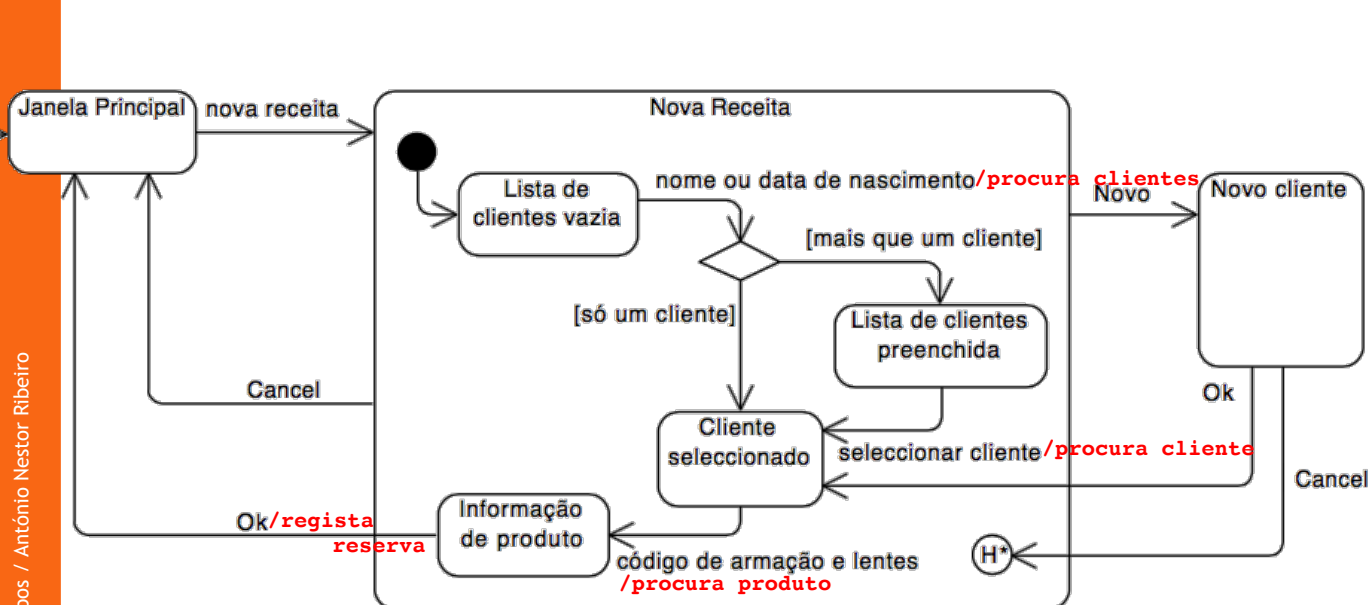 Janela Principal
nova receita
Nova Receita
Lista de
clientes vazia
nome ou data de nascimento/procura clientes
Novo
Novo cliente
[mais que um cliente]
[só um cliente]
Lista de clientes
preenchida
Cancel
Ok
Cliente
seleccionado
seleccionar cliente/procura cliente
Cancel
Informação
de produto
Ok/regista
reserva
código de armação e lentes
/procura produto
H*
/ António Nestor Ribeiro